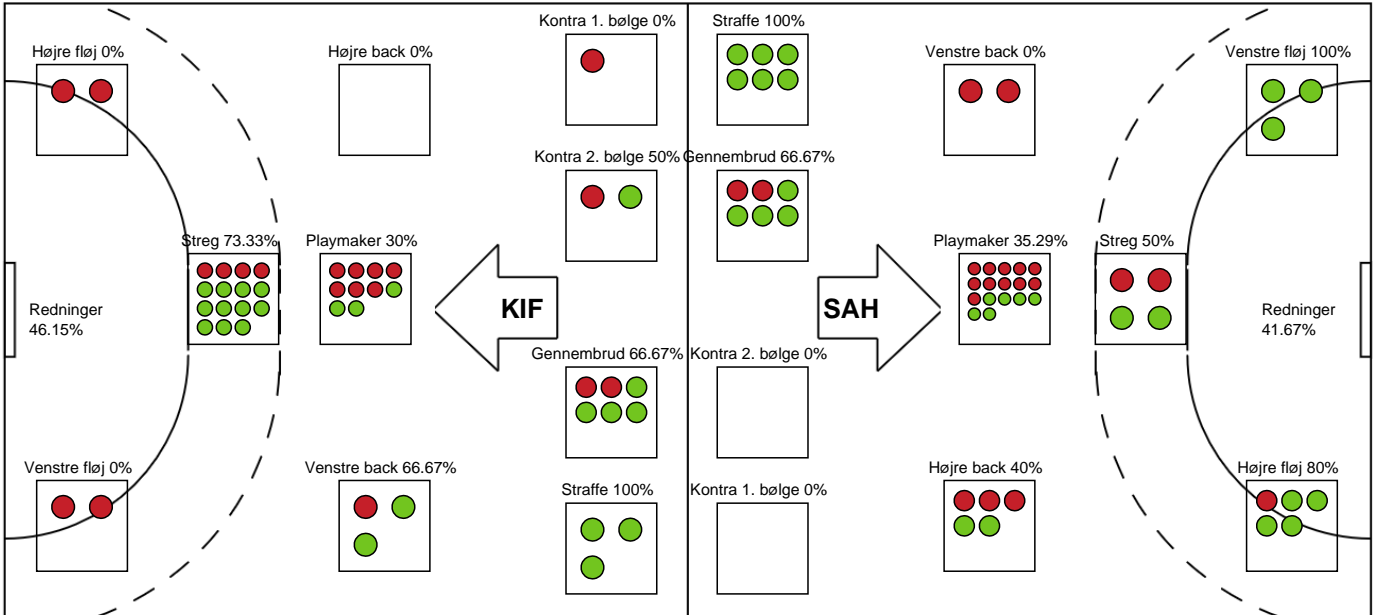 Kontra 1. bølge 0%
Straffe 100%
Højre fløj 0%
Højre back 0%
Venstre back 0%
Venstre fløj 100%
Kontra 2. bølge 50%
Gennembrud 66.67%
Streg 73.33%
Playmaker 30%
Playmaker 35.29%
Streg 50%
Redninger
46.15%
KIF
SAH
Redninger
41.67%
Gennembrud 66.67%
Kontra 2. bølge 0%
Venstre fløj 0%
Venstre back 66.67%
Straffe 100%
Kontra 1. bølge 0%
Højre back 40%
Højre fløj 80%